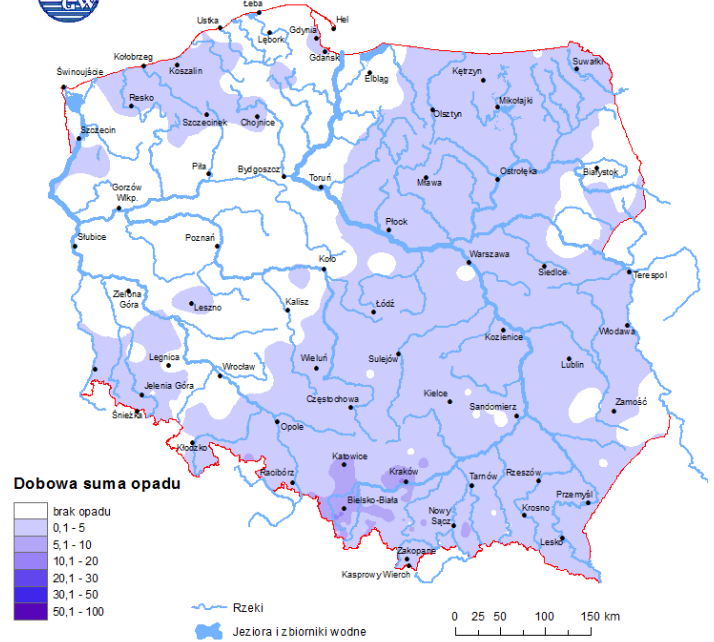 G-W
Łeba
Ustka
Hel
Lębork
Gdynia
Gdańsk
Kołobrzeg
Koszalin
Elbląg
Kętrzyn
Suwałki
Świnoujście
Resko
Szczecinek
Chojnice
Olsztyn
Mikołajki
Szczecin
Piła
Bydgoszcz
Toruń
Mława
Ostrołęka
Białystok
Gorzów
Wlkp.
Płock
Słubice
Poznań
Koło
Warszawa
Siedlce
Terespol
Zielona
Góra
Leszno
Kalisz
Łódź
Kozienice
Włodawa
Legnica
Wrocław
Wieluń
Sulejów
Lublin
Jelenia Góra
Częstochowa
Kielce
Sandomierz
Zamość
Śnieżka
Opole
Kłodzko
Katowice
Racibórz
Kraków
Tarnów
Rzeszów
Przemyśl
Bielsko-Biała
Nowy
Sącz
Krosno
Lesko
Zakopane
Kasprowy Wierch
Dobowa suma opadu
brak opadu
0,1 - 5
5,1 - 10
10,1 - 20
20,1 - 30
30,1 - 50
50,1 - 100
Rzeki
Jeziora i zbiorniki wodne
0 25 50 100 150 km